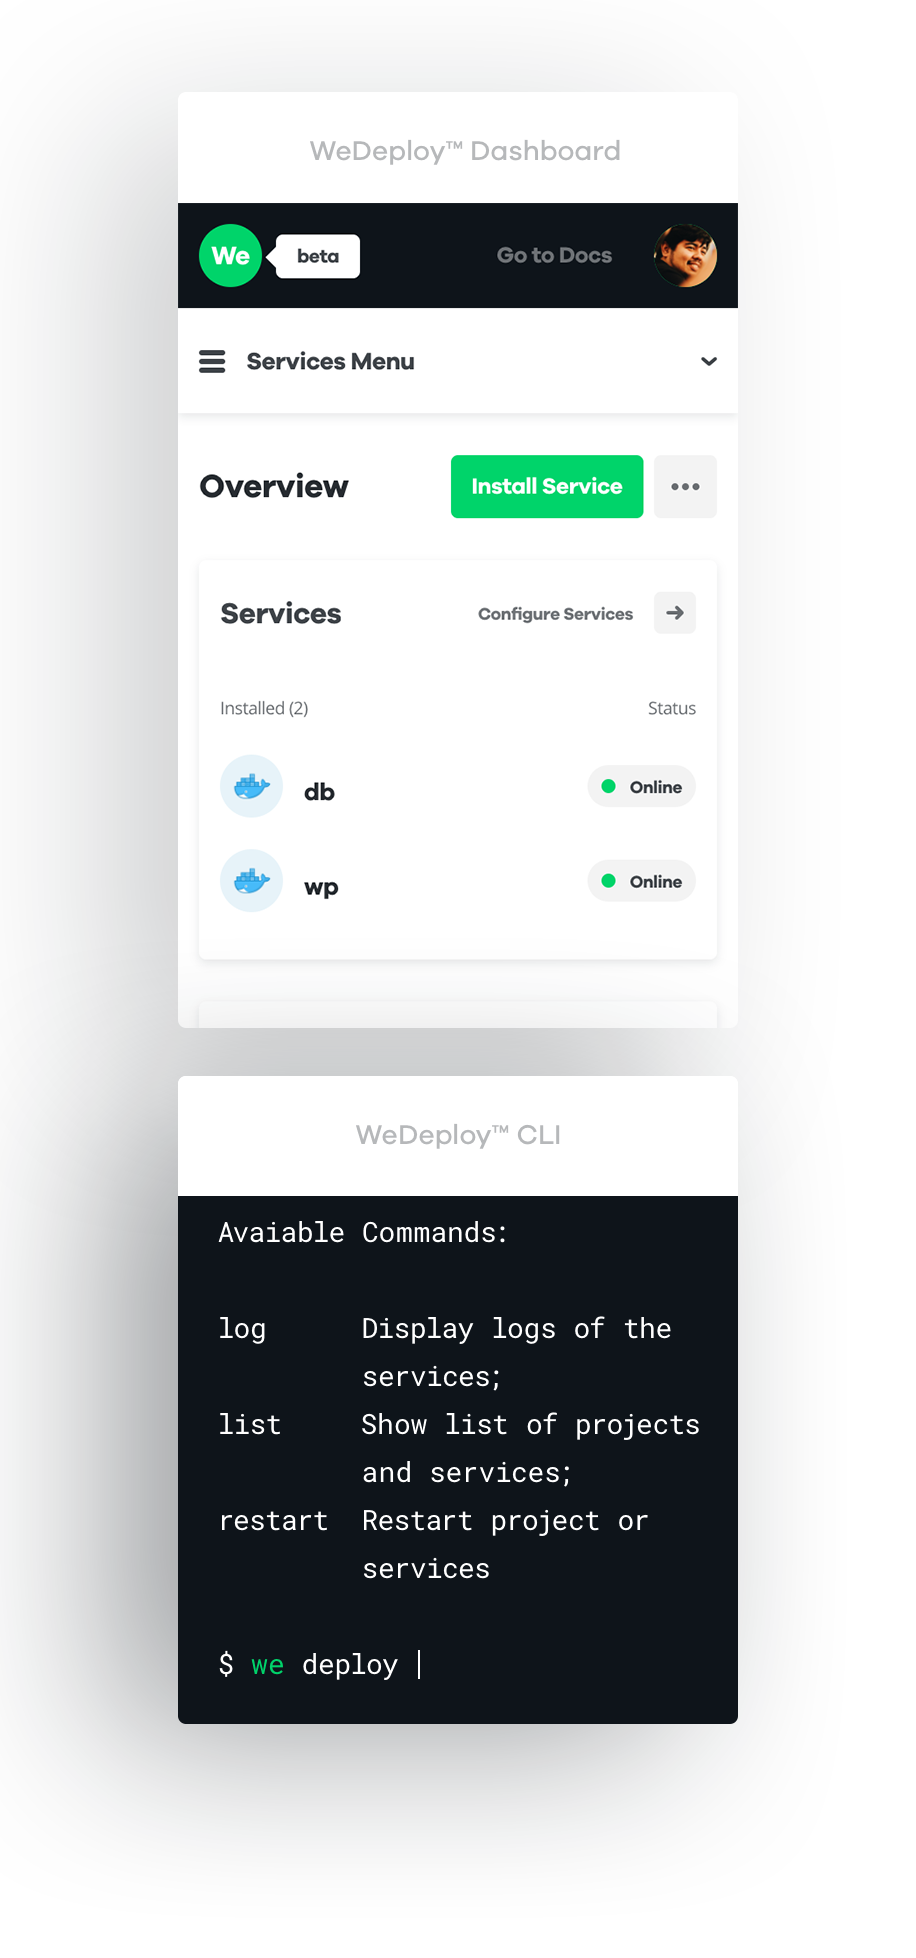 WeDeploy™ Dashboard
We
beta
Go to Docs
Services Menu
Overview
Install Service
Services
Configure Services
Installed (2)
Status
db
Online
wp
Online
WeDeploy™ CLI
Avaiable Commands:
log Display logs of the
services;
list Show list of projects
and services;
restart Restart project or
services
$ we deploy